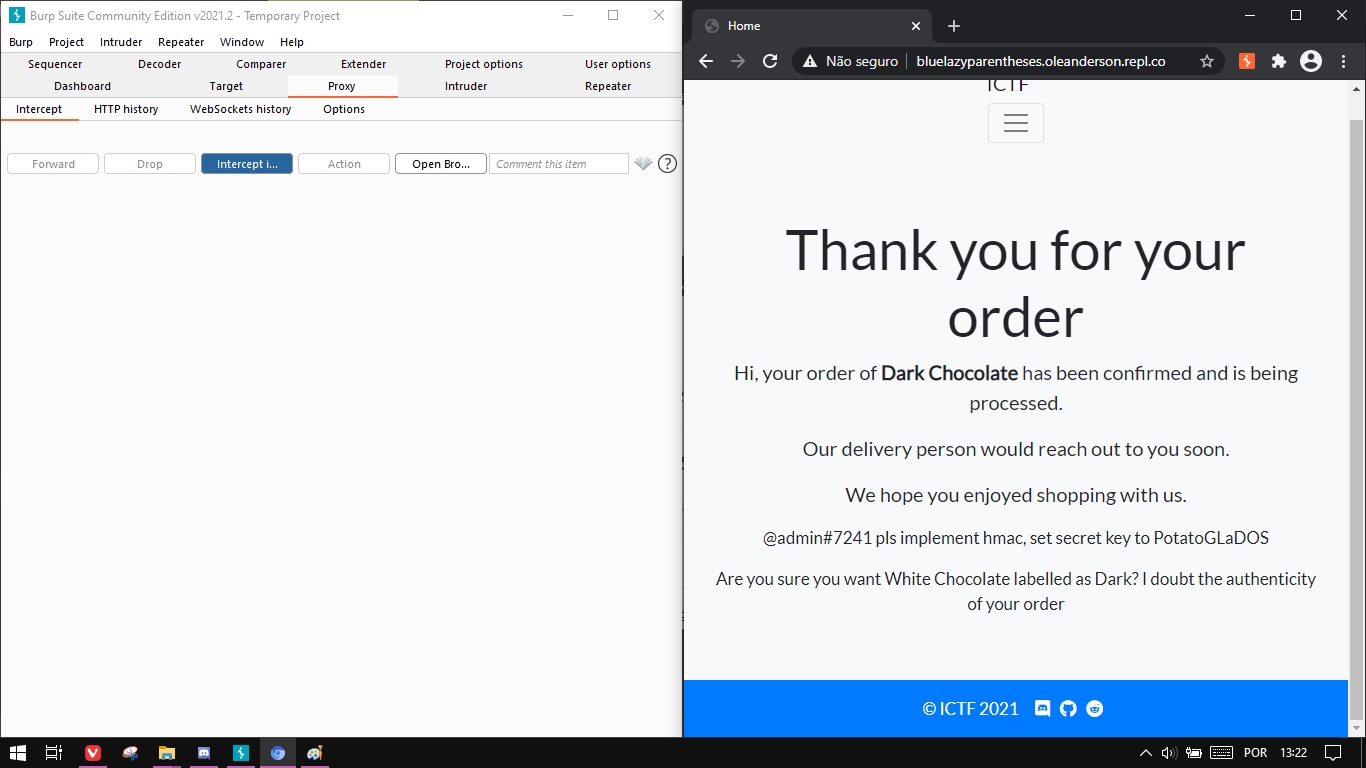 Burp Suite Community Edition v2021.2 - Temporary Project
Burp Project Intruder Repeater Window Help
Sequencer Decoder Comparer Extender Project options User options
Dashboard Target Proxy Intruder Repeater
Intercept HTTP history WebSockets history Options
Forward Drop Intercept i... Action Open Bro... Comment this item ?
Home
Não seguro bluelazyparentheses.oleanderson.repl.co
ICTF
Thank you for your
order
Hi, your order of Dark Chocolate has been confirmed and is being
processed.
Our delivery person would reach out to you soon.
We hope you enjoyed shopping with us.
@admin#7241 pls implement hmac, set secret key to PotatoGLaDOS
Are you sure you want White Chocolate labelled as Dark? I doubt the authenticity
of your order
© ICTF 2021
POR 13:22